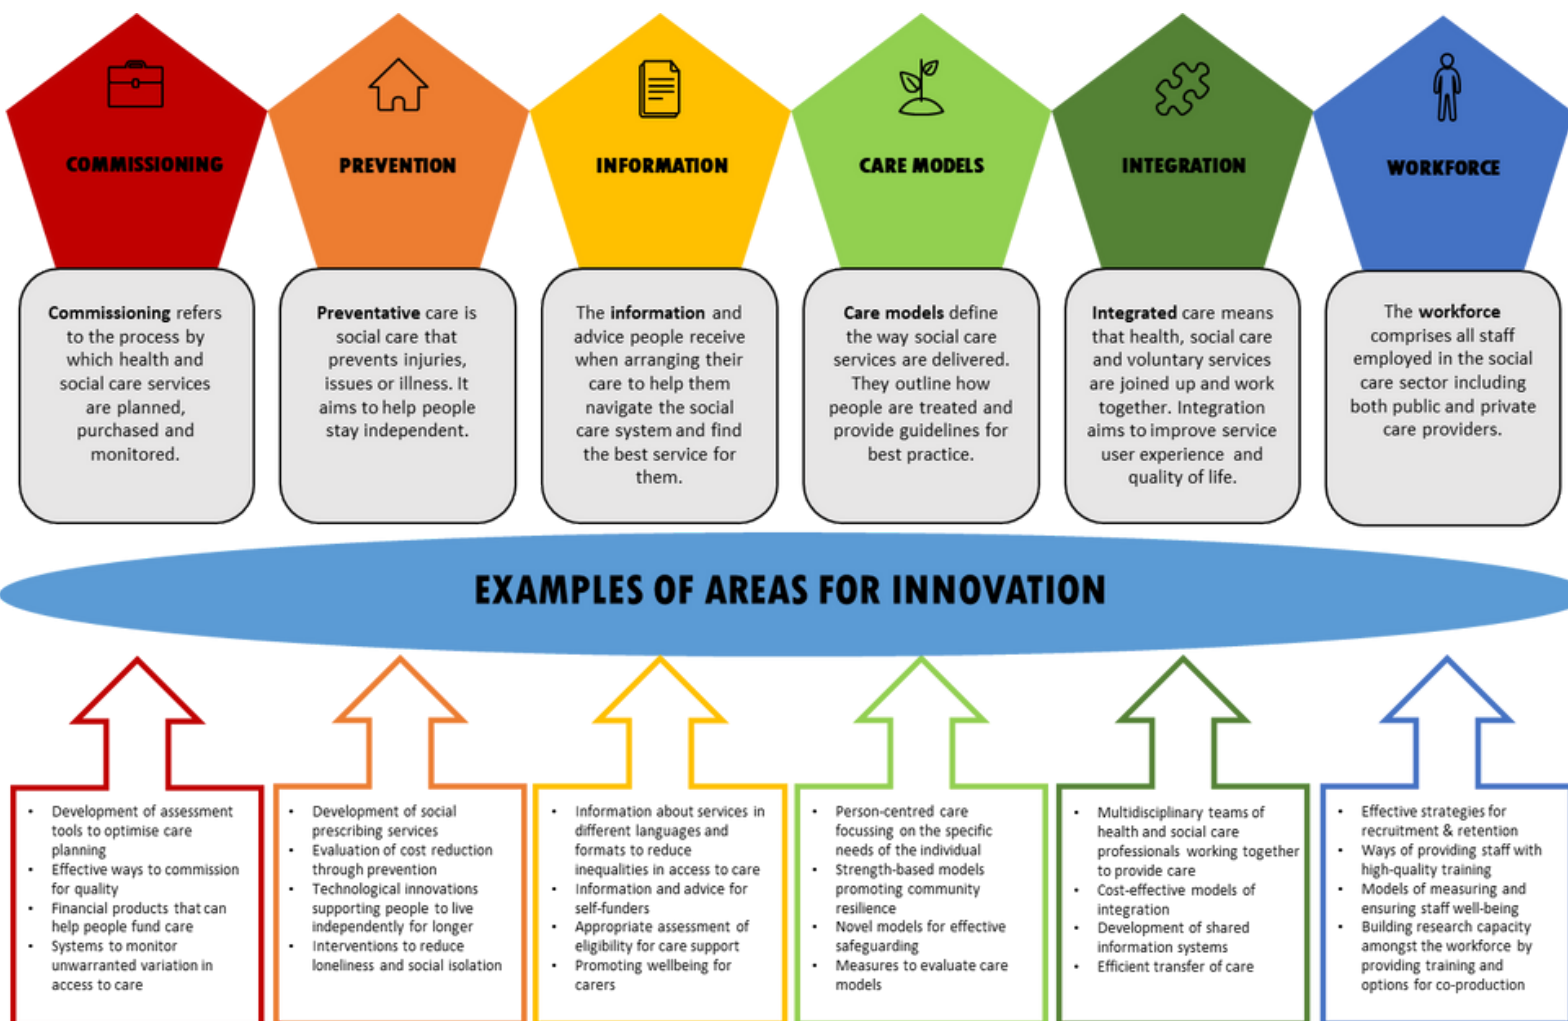 COMMISSIONING
PREVENTION
INFORMATION
CARE MODELS
INTEGRATION
WORKFORCE
Commissioning refers
to the process by
which health and
social care services
are planned,
purchased and
monitored.
Preventative care is
social care that
prevents injuries,
issues or illness. It
aims to help people
stay independent.
The information and
advice people receive
when arranging their
care to help them
navigate the social
care system and find
the best service for
them.
Care models define
the way social care
services are delivered.
They outline how
people are treated and
provide guidelines for
best practice.
Integrated care means
that health, social care
and voluntary services
are joined up and work
together. Integration
aims to improve service
user experience and
quality of life.
The workforce
comprises all staff
employed in the social
care sector including
both public and private
care providers.
EXAMPLES OF AREAS FOR INNOVATION
• Development of assessment
tools to optimise care
planning
• Effective ways to commission
for quality
• Financial products that can
help people fund care
• Systems to monitor
unwarranted variation in
access to care
• Development of social
prescribing services
• Evaluation of cost reduction
through prevention
• Technological innovations
supporting people to live
independently for longer
• Interventions to reduce
loneliness and social isolation
• Information about services in
different languages and
formats to reduce
inequalities in access to care
• Information and advice for
self-funders
• Appropriate assessment of
eligibility for care support
• Promoting wellbeing for
carers
• Person-centred care
focussing on the specific
needs of the individual
• Strength-based models
promoting community
resilience
• Novel models for effective
safeguarding
• Measures to evaluate care
models
• Multidisciplinary teams of
health and social care
professionals working together
to provide care
• Cost-effective models of
integration
• Development of shared
information systems
• Efficient transfer of care
• Effective strategies for
recruitment & retention
• Ways of providing staff with
high-quality training
• Models of measuring and
ensuring staff well-being
• Building research capacity
amongst the workforce by
providing training and
options for co-production